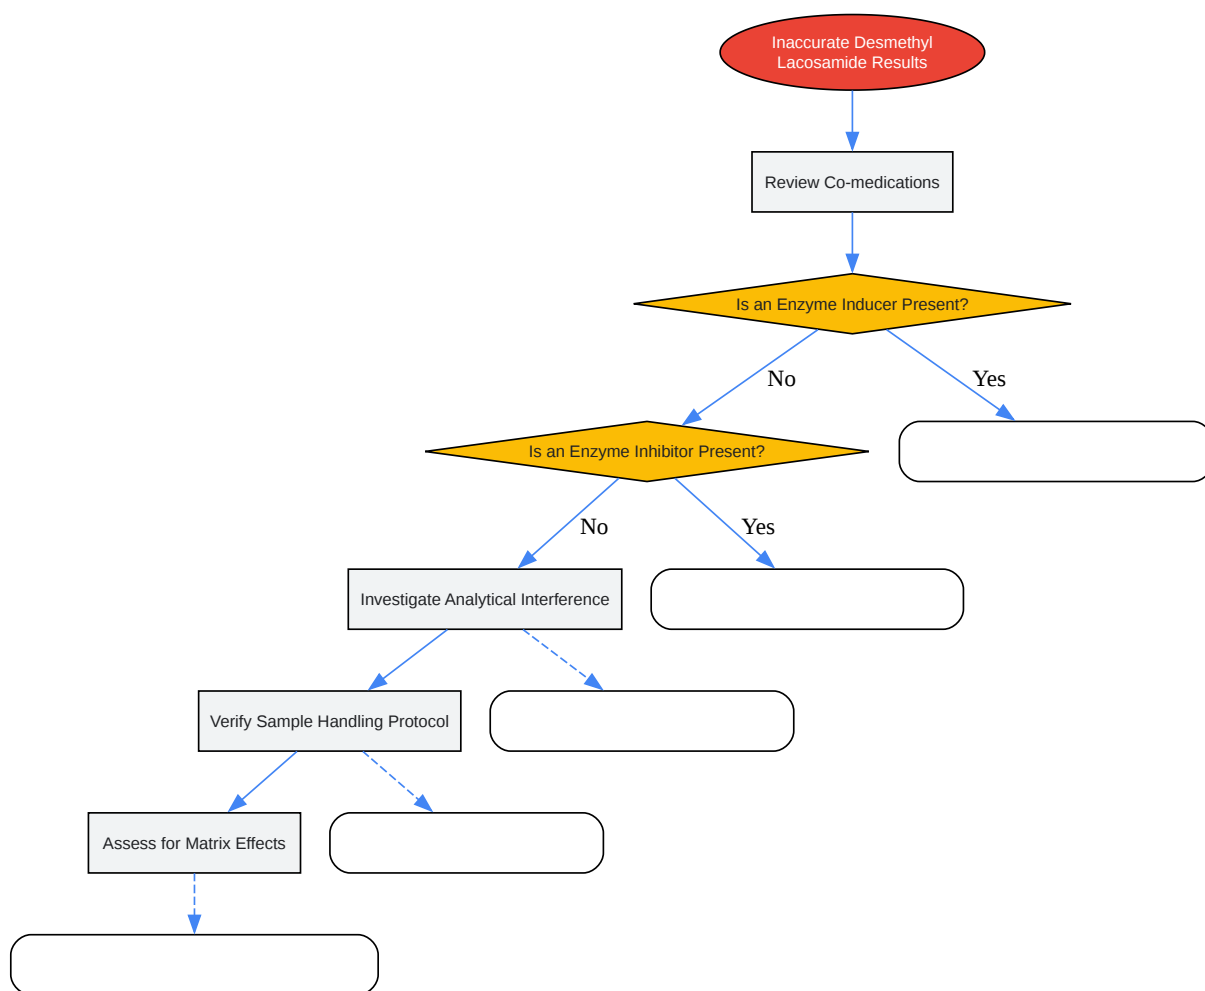 Inaccurate Desmethyl
Lacosamide Results
Review Co-medications
Is an Enzyme Inducer Present?
No
Yes
Is an Enzyme Inhibitor Present?
No
Yes
Investigate Analytical Interference
Verify Sample Handling Protocol
Assess for Matrix Effects